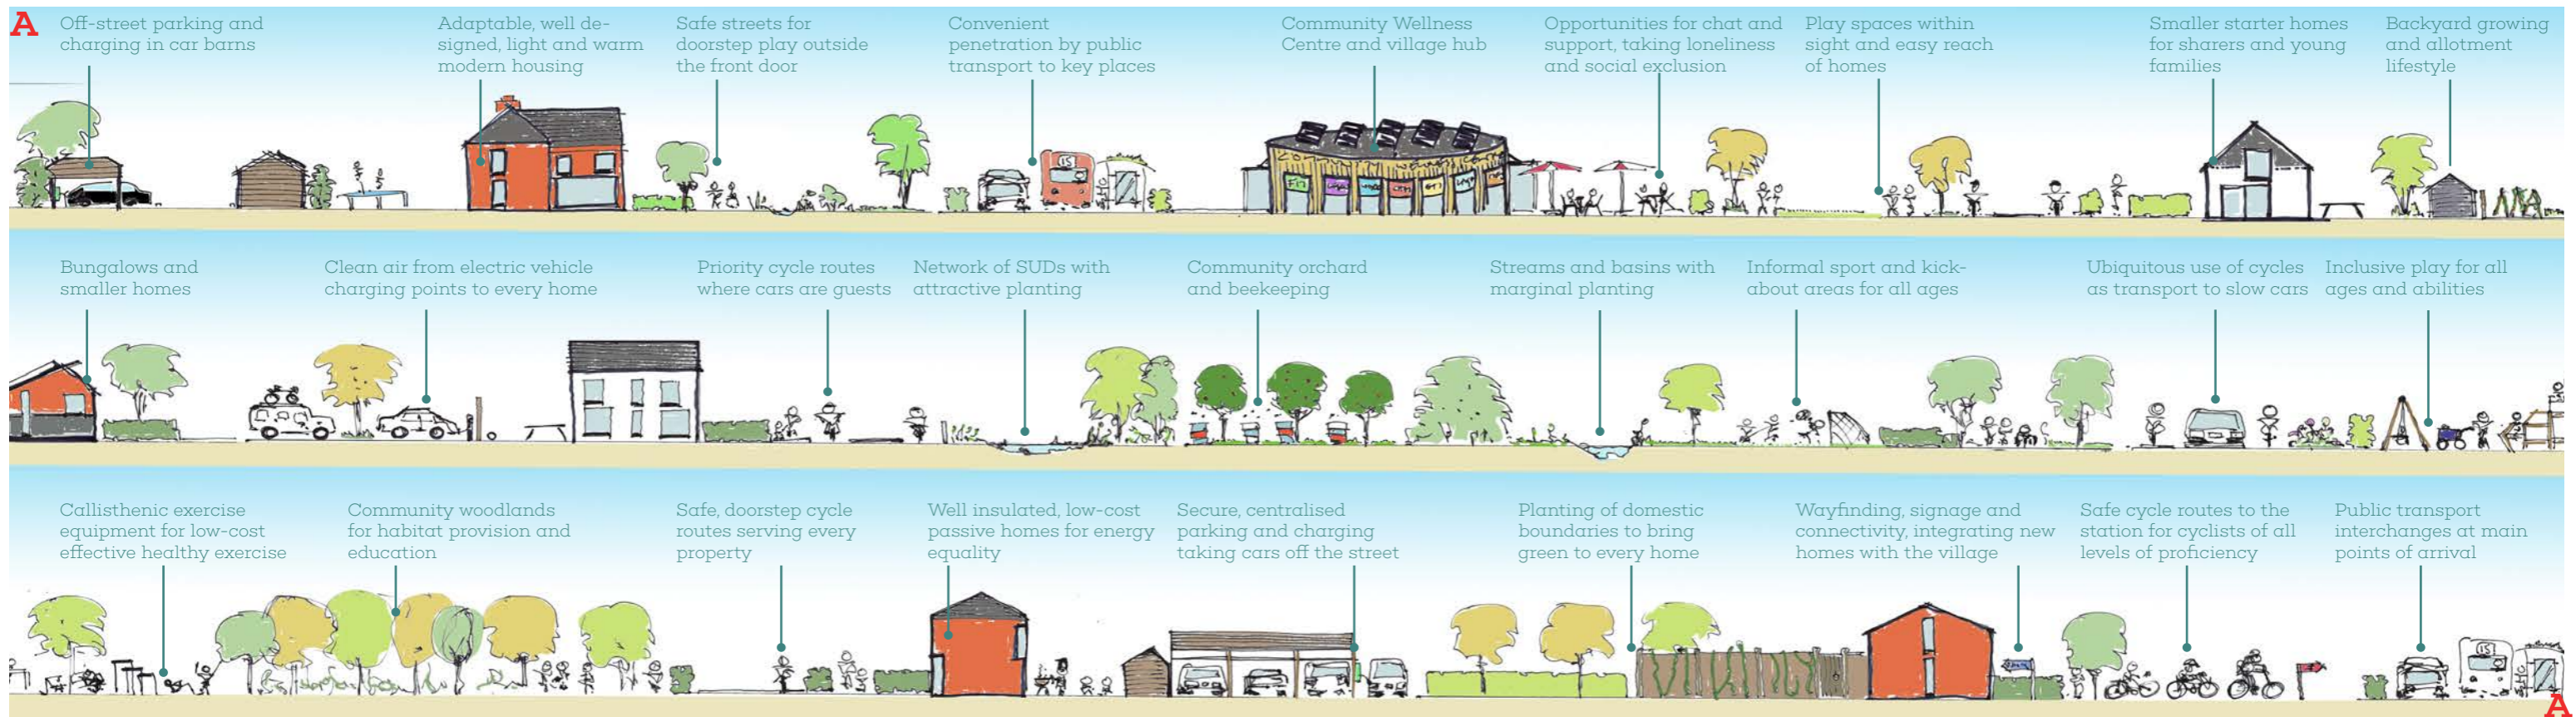 A
Off-street parking and
charging in car barns
Adaptable, well de-
signed, light and warm
modern housing
Safe streets for
doorstep play outside
the front door
Convenient
penetration by public
transport to key places
Community Wellness
Centre and village hub
Opportunities for chat and
support, taking loneliness
and social exclusion
Play spaces within
sight and easy reach
of homes
Smaller starter homes
for sharers and young
families
Backyard growing
and allotment
lifestyle
15
Bungalows and
smaller homes
Clean air from electric vehicle
charging points to every home
Priority cycle routes
where cars are guests
Network of SUDs with
attractive planting
Community orchard
and beekeeping
Streams and basins with
marginal planting
Informal sport and kick-
about areas for all ages
Ubiquitous use of cycles
as transport to slow cars
Inclusive play for all
ages and abilities
Callisthenic exercise
equipment for low-cost
effective healthy exercise
Community woodlands
for habitat provision and
education
Safe, doorstep cycle
routes serving every
property
Well insulated, low-cost
passive homes for energy
equality
Secure, centralised
parking and charging
taking cars off the street
Planting of domestic
boundaries to bring
green to every home
Wayfinding, signage and
connectivity, integrating new
homes with the village
Safe cycle routes to the
station for cyclists of all
levels of proficiency
Public transport
interchanges at main
points of arrival
15
A